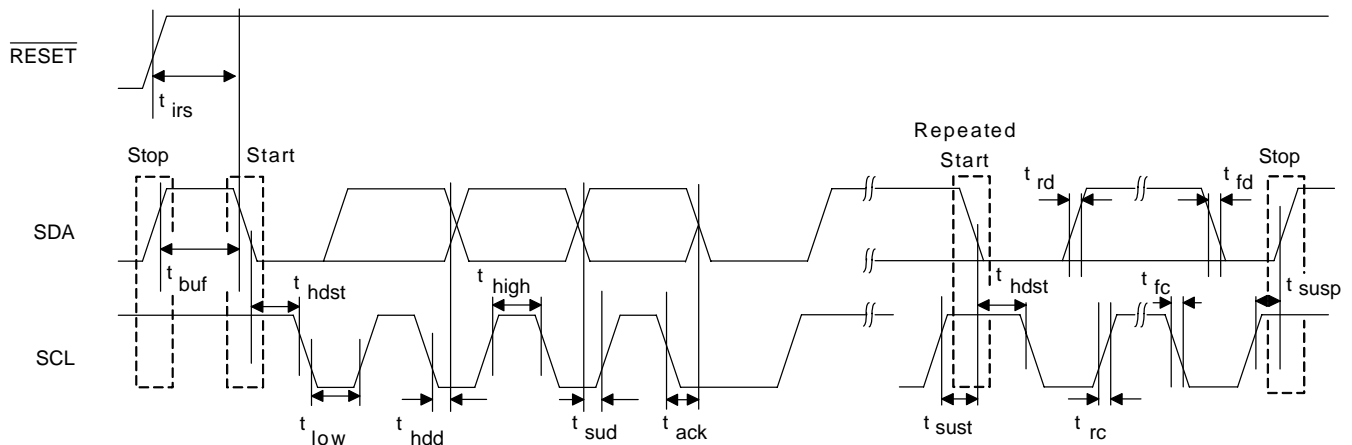 RESET
t irs
Repeated
Stop
Start
Start
Stop
t rd
t fd
SDA
t buf
t hdst
t high
t hdst
t fc
t susp
SCL
t low
t hdd
t sud
t ack
t sust
t rc